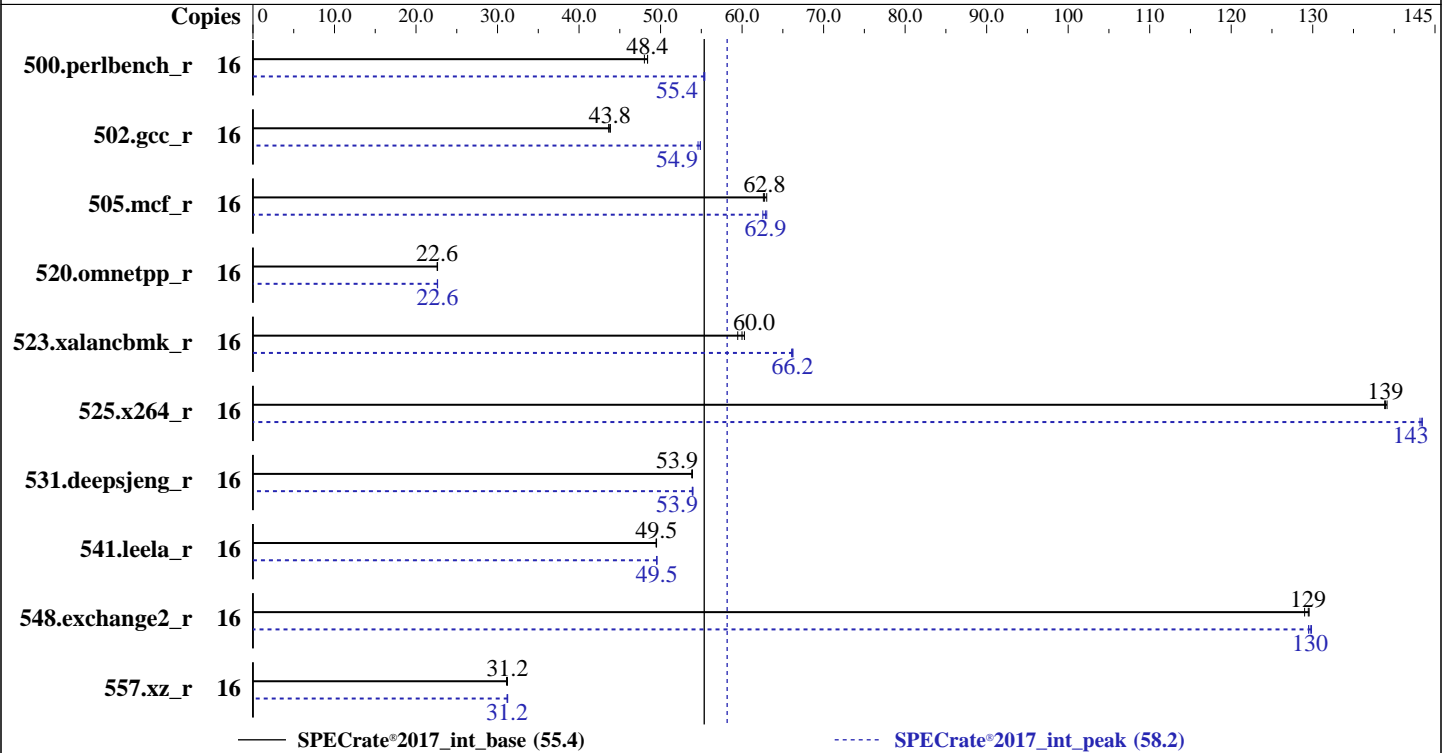 Copies 0 10.0 20.0 30.0 40.0 50.0 60.0 70.0 80.0 90.0 100 110 120 130 145
500.perlbench_r 16 48.4
55.4
502.gcc_r 16 43.8
54.9
505.mcf_r 16 62.8
62.9
520.omnetpp_r 16 22.6
22.6
523.xalancbmk_r 16 60.0
66.2
525.x264_r 16 139
143
531.deepsjeng_r 16 53.9
53.9
541.leela_r 16 49.5
49.5
548.exchange2_r 16 129
130
557.xz_r 16 31.2
31.2
SPECrate®2017_int_base (55.4) SPECrate®2017_int_peak (58.2)